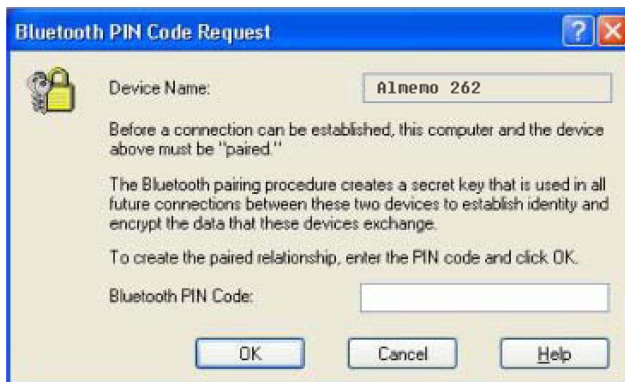 Bluetooth PIN Code Request
Device Name: Almemo 262
Before a connection can be established, this computer and the device
above must be "paired."
The Bluetooth pairing procedure creates a secret key that is used in all
future connections between these two devices to establish identity and
encrypt the data that these devices exchange.
To create the paired relationship, enter the PIN code and click OK.
Bluetooth PIN Code:
OK Cancel Help